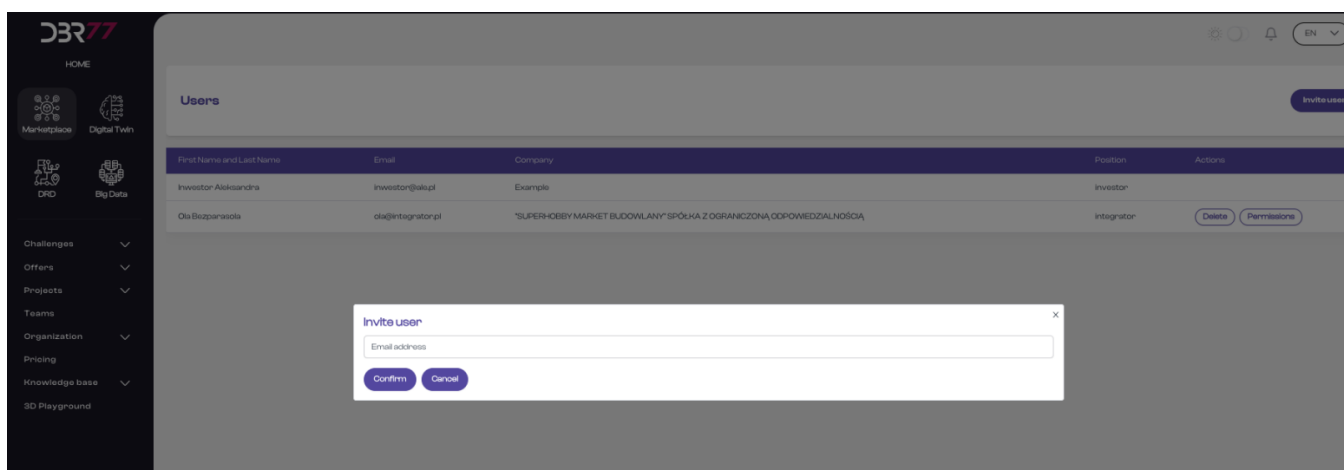 DBR77
HOME
EN
Marketplace
Digital Twin
DRD
Big Data
Challenges
Offers
Projects
Teams
Organization
Pricing
Knowledge base
3D Playground
Users
Invite user
First Name and Last Name Email Company Position Actions
Inwestor Aleksandra inwestor@ale.pl Example investor
Ola Bezparasola ola@integrator.pl "SUPERHOBBY MARKET BUDOWLANY" SPÓŁKA Z OGRANICZONĄ ODPOWIEDZIALNOŚCIĄ integrator Delete Permissions
Invite user
Email address
Confirm Cancel